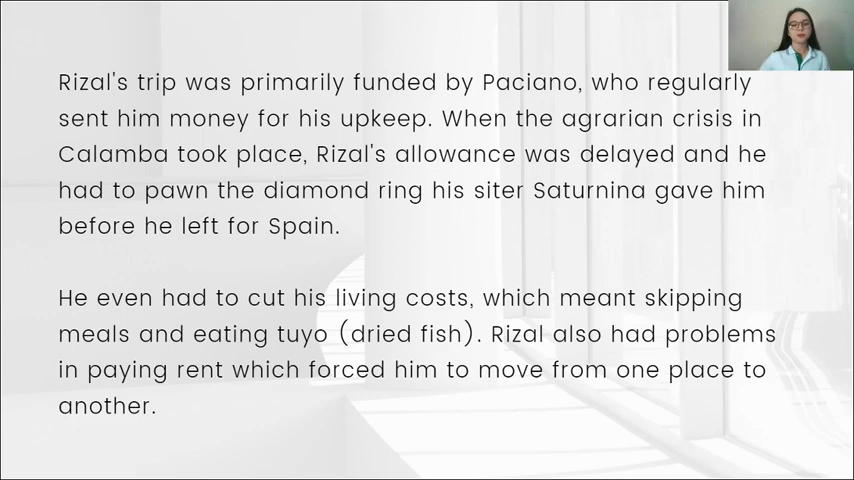 Rizal's trip was primarily funded by Paciano, who regularly
sent him money for his upkeep. When the agrarian crisis in
Calamba took place, Rizal's allowance was delayed and he
had to pawn the diamond ring his siter Saturnina gave him
before he left for Spain.
He even had to cut his living costs, which meant skipping
meals and eating tuyo (dried fish). Rizal also had problems
in paying rent which forced him to move from one place to
another.